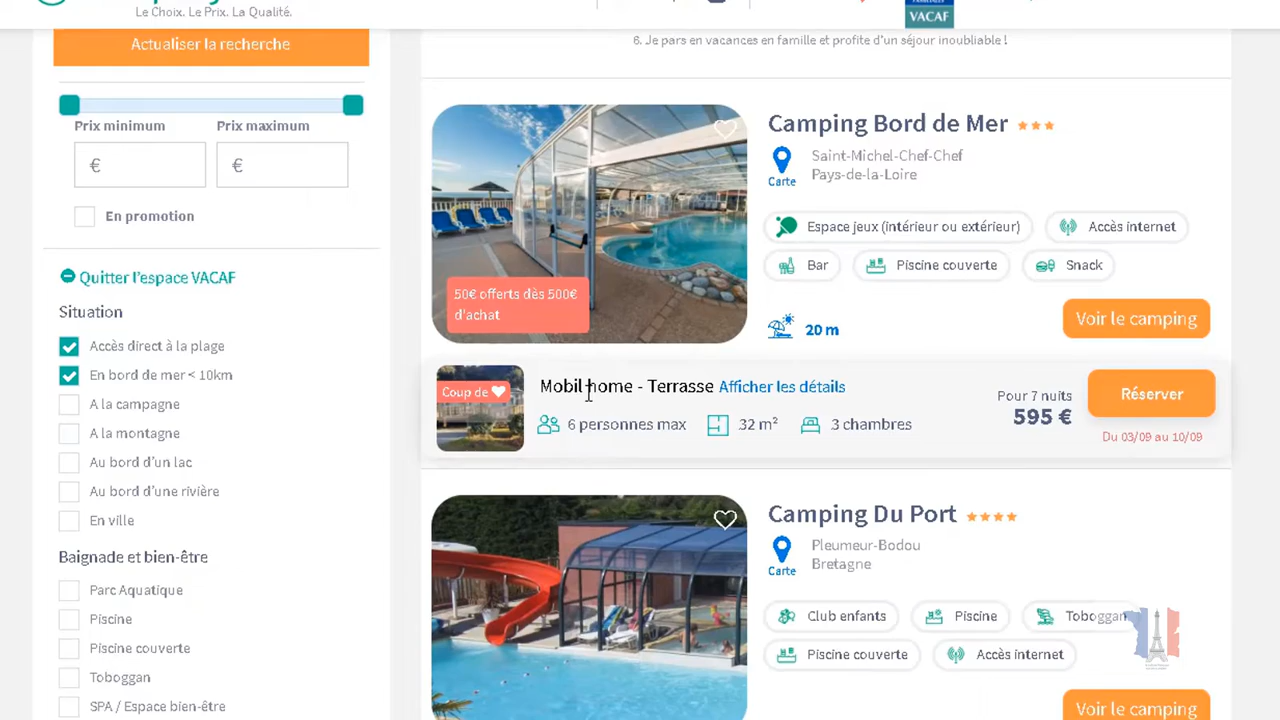 Le Choix. Le Prix. La Qualité.
VACAF
Actualiser la recherche
Prix minimum
Prix maximum
€
€
En promotion
Quitter l'espace VACAF
Situation
Accès direct à la plage
En bord de mer < 10km
A la campagne
A la montagne
Au bord d'un lac
Au bord d'une rivière
En ville
Baignade et bien-être
Parc Aquatique
Piscine
Piscine couverte
Toboggan
SPA / Espace bien-être
6. Je pars en vacances en famille et profite d'un séjour inoubliable !
50€ offerts dès 500€
d'achat
Camping Bord de Mer
Saint-Michel-Chef-Chef
Pays-de-la-Loire
Carte
Espace jeux (intérieur ou extérieur)
Accès internet
Bar
Piscine couverte
Snack
20 m
Voir le camping
Coup de
Mobil home - Terrasse Afficher les détails
6 personnes max
32 m²
3 chambres
Pour 7 nuits
595 €
Réserver
Du 03/09 au 10/09
Camping Du Port
Pleumeur-Bodou
Bretagne
Carte
Club enfants
Piscine
Toboggan
Piscine couverte
Accès internet
Voir le camping